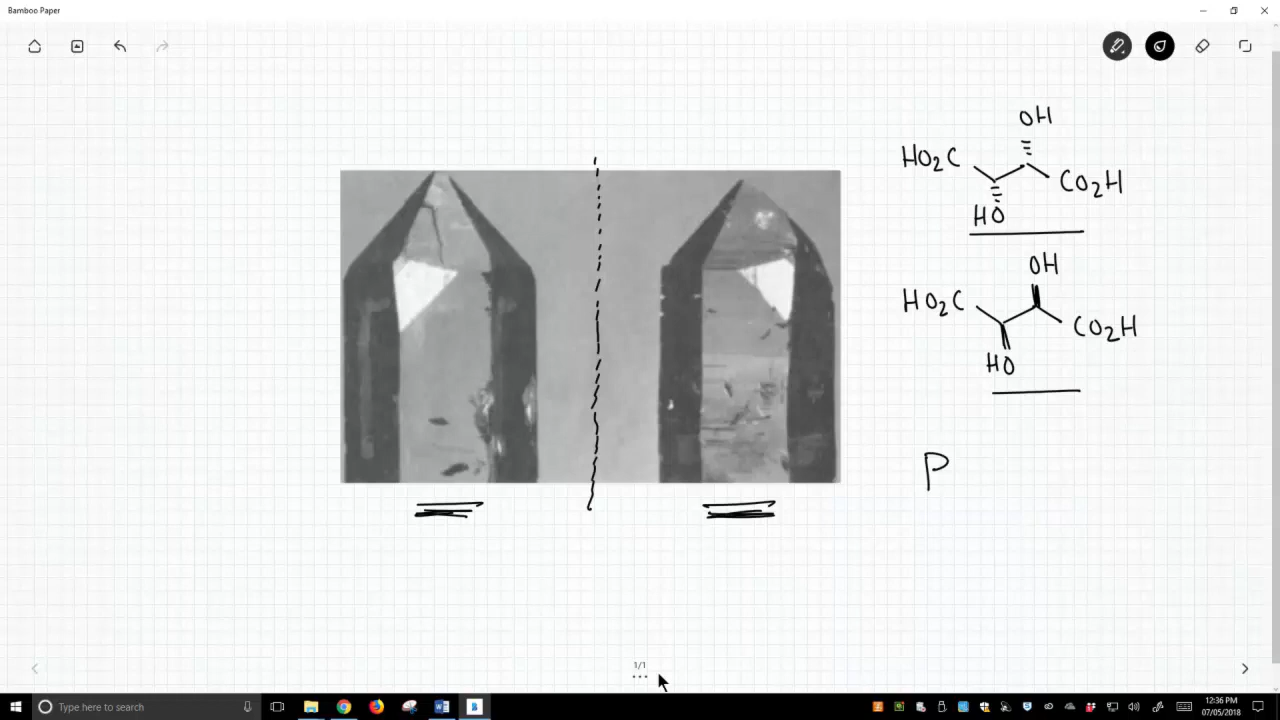 Bamboo Paper
OH
HO₂C
CO₂H
HO
OH
HO₂C
CO₂H
HO
P
1/1
Type here to search
12:36 PM
07/05/2018